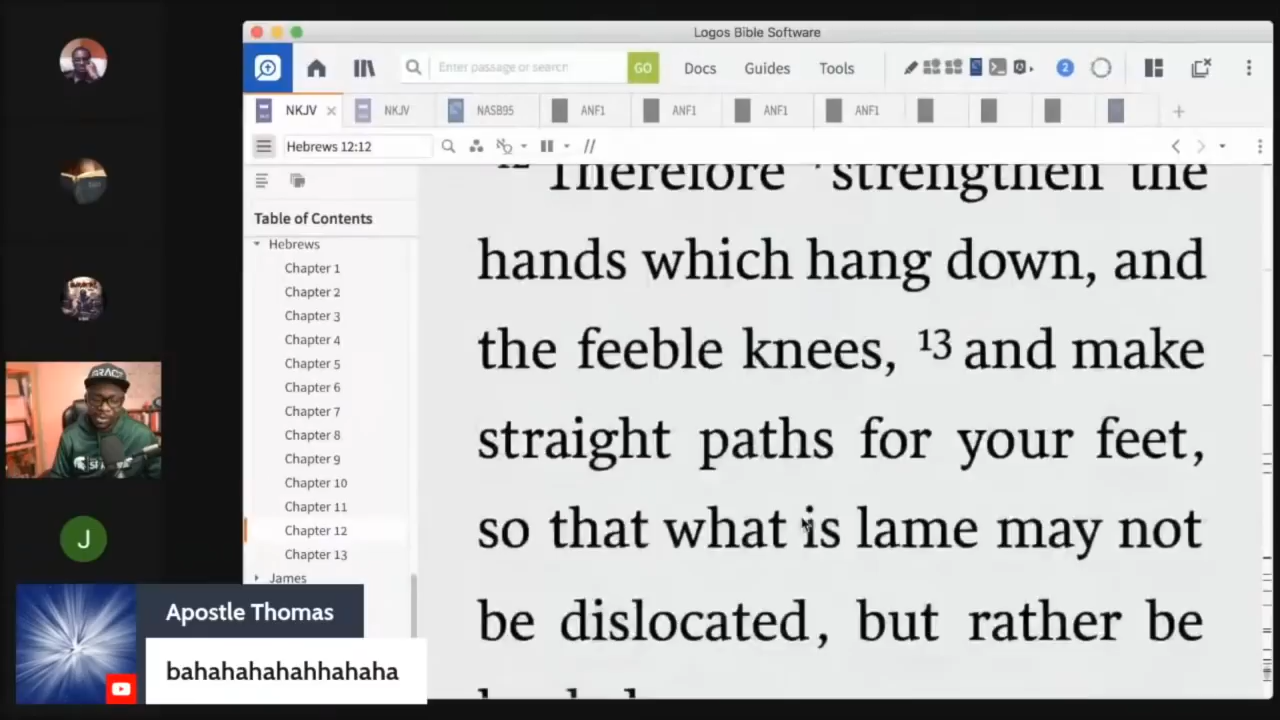 Logos Bible Software
Enter passage or search GO Docs Guides Tools 2
NKJV NKJV NASB95 ANF1 ANF1 ANF1 ANF1
Hebrews 12:12
Table of Contents
Hebrews
Chapter 1
Chapter 2
Chapter 3
Chapter 4
Chapter 5
Chapter 6
Chapter 7
Chapter 8
Chapter 9
Chapter 10
Chapter 11
Chapter 12
Chapter 13
James
12 Therefore strengthen the
hands which hang down, and
the feeble knees, 13 and make
straight paths for your feet,
so that what is lame may not
be dislocated, but rather be
J
Apostle Thomas
bahahahahahhahaha